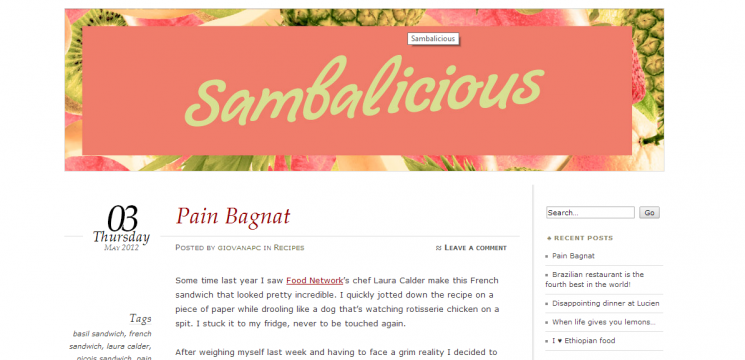 Sambalicious
Sambalicious
03
Thursday
May 2012
Pain Bagnat
Posted by giovanapc in Recipes
≈ Leave a comment
Some time last year I saw Food Network's chef Laura Calder make this French
sandwich that looked pretty incredible. I quickly jotted down the recipe on a
piece of paper while drooling like a dog that's watching rotisserie chicken on a
spit. I stuck it to my fridge, never to be touched again.
After weighing myself last week and having to face a grim reality I decided to
Tags
basil sandwich, french
sandwich, laura calder,
nicois sandwich, pain
Search...
Go
RECENT POSTS
Pain Bagnat
Brazilian restaurant is the
fourth best in the world!
Disappointing dinner at Lucien
When life gives you lemons...
I ♥ Ethiopian food